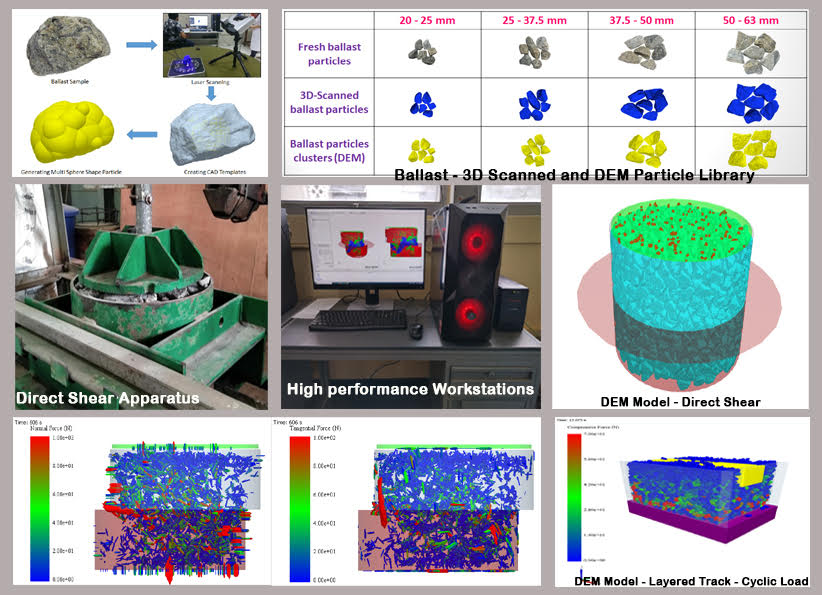 Ballast Sample
Laser Scanning
Generating Multi Sphere Shape Particle
Creating CAD Templates
20 - 25 mm
25 - 37.5 mm
37.5 - 50 mm
50 - 63 mm
Fresh ballast
particles
3D-Scanned
ballast particles
Ballast particles
clusters (DEM)
Ballast - 3D Scanned and DEM Particle Library
Direct Shear Apparatus
High performance Workstations
DEM Model - Direct Shear
Time: 606 s
Normal Force (N)
1.00e+02
8.00e+01
6.00e+01
4.00e+01
2.00e+01
0.00e+00
Time: 606 s
Tangential Force (N)
1.00e+02
8.00e+01
6.00e+01
4.00e+01
2.00e+01
0.00e+00
Compressive Force (N)
DEM Model - Layered Track - Cyclic Load